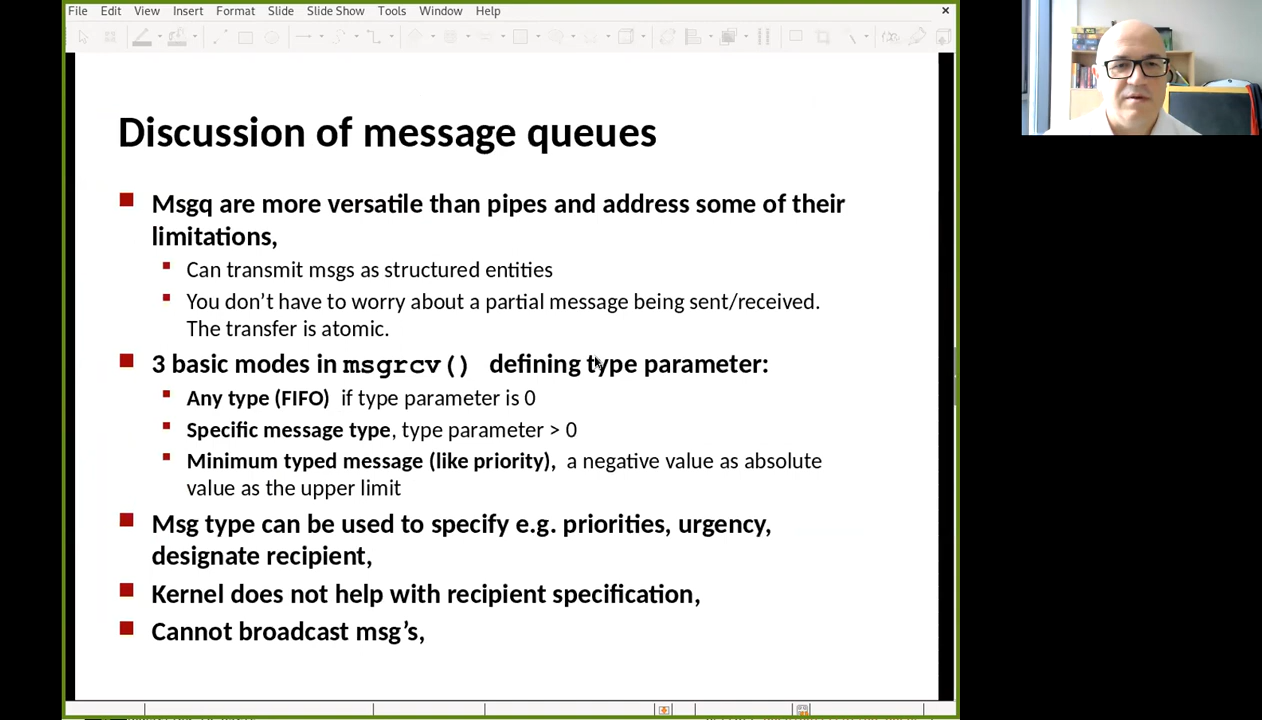 File Edit View Insert Format Slide Slide Show Tools Window Help
Discussion of message queues
Msgq are more versatile than pipes and address some of their
limitations,
Can transmit msgs as structured entities
You don’t have to worry about a partial message being sent/received.
The transfer is atomic.
3 basic modes in msgrcv() defining type parameter:
Any type (FIFO) if type parameter is 0
Specific message type, type parameter > 0
Minimum typed message (like priority), a negative value as absolute
value as the upper limit
Msg type can be used to specify e.g. priorities, urgency,
designate recipient,
Kernel does not help with recipient specification,
Cannot broadcast msg’s,